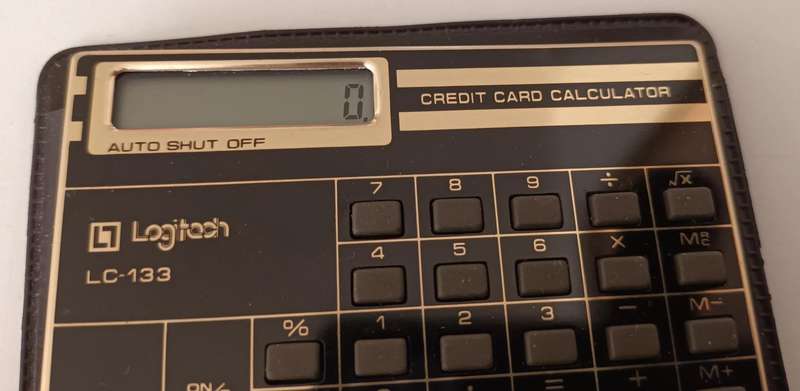 0.
CREDIT CARD CALCULATOR
AUTO SHUT OFF
7 8 9 ÷ √x
Logitech
4 5 6 × MRC
LC-133
% 1 2 3 − M−
ON/C
. = + M+